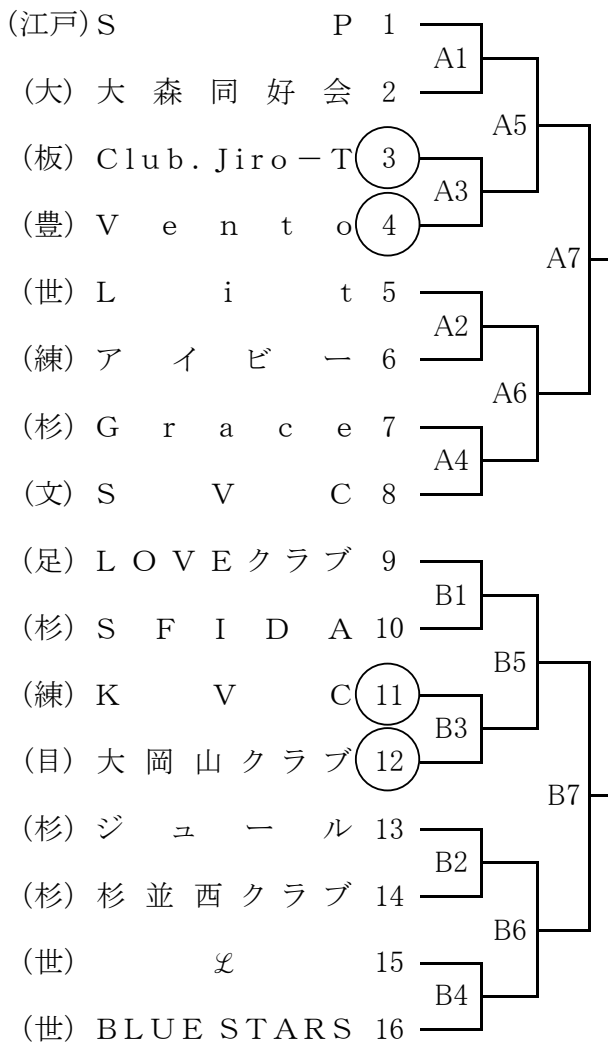 (江戸) S P 1
A1
(大) 大森同好会 2
A5
(板) Club.Jiro－T 3
A3
(豊) Vento 4
A7
(世) Lit 5
A2
(練) アイビー 6
A6
(杉) Grace 7
A4
(文) SVC 8
(足) LOVEクラブ 9
B1
(杉) SFIDA 10
B5
(練) KVC 11
B3
(目) 大岡山クラブ 12
B7
(杉) ジュール 13
B2
(杉) 杉並西クラブ 14
B6
(世) ℒ 15
B4
(世) BLUE STARS 16